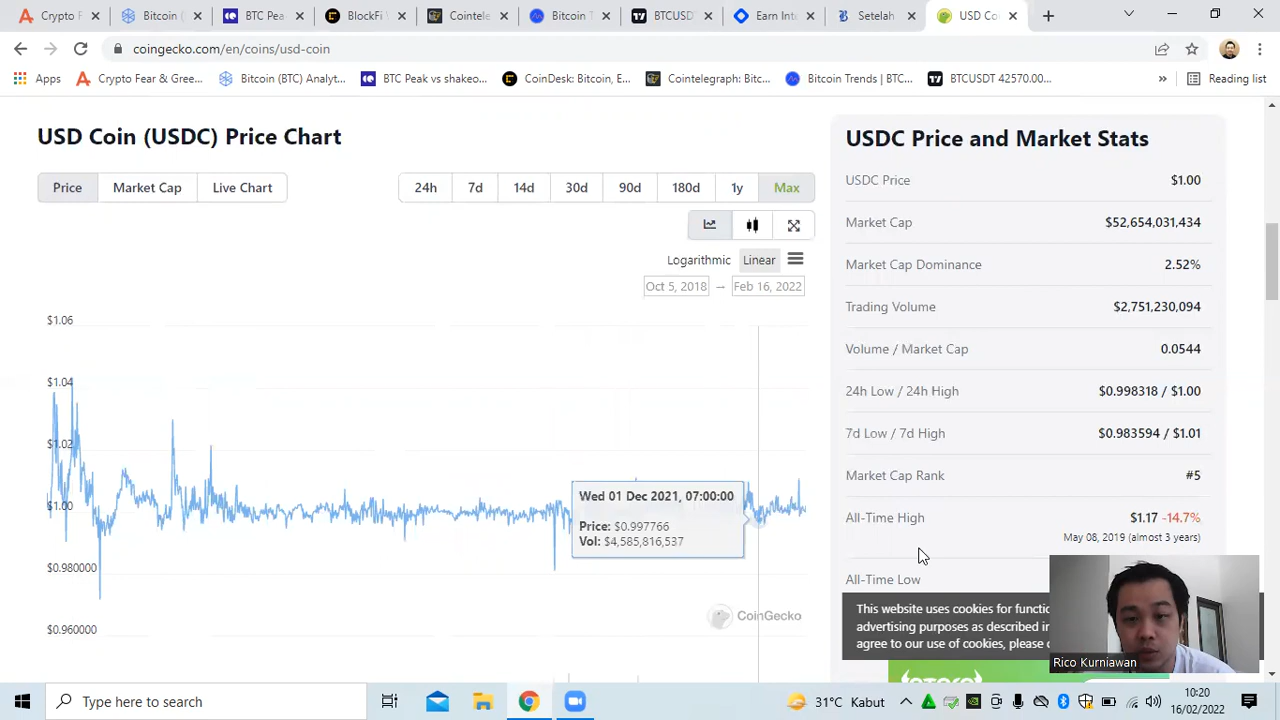 Crypto F
Bitcoin (
BTC Pea
BlockFi
Cointele
Bitcoin T
BTCUSD
Earn Inte
Setelah
USD Co
coingecko.com/en/coins/usd-coin
Apps
Crypto Fear & Gree...
Bitcoin (BTC) Analyt...
BTC Peak vs shakeo...
CoinDesk: Bitcoin, E...
Cointelegraph: Bitc...
Bitcoin Trends | BTC...
BTCUSDT 42570.00...
»
Reading list
USD Coin (USDC) Price Chart
Price
Market Cap
Live Chart
24h
7d
14d
30d
90d
180d
1y
Max
Logarithmic
Linear
Oct 5, 2018 → Feb 16, 2022
$1.06
$1.04
$1.02
$1.00
$0.980000
$0.960000
Wed 01 Dec 2021, 07:00:00
Price: $0.997766
Vol: $4,585,816,537
CoinGecko
USDC Price and Market Stats
USDC Price $1.00
Market Cap $52,654,031,434
Market Cap Dominance 2.52%
Trading Volume $2,751,230,094
Volume / Market Cap 0.0544
24h Low / 24h High $0.998318 / $1.00
7d Low / 7d High $0.983594 / $1.01
Market Cap Rank #5
All-Time High $1.17 -14.7%
May 08, 2019 (almost 3 years)
All-Time Low
This website uses cookies for functio
advertising purposes as described in
agree to our use of cookies, please c
Rico Kurniawan
Type here to search
31°C Kabut
10:20
16/02/2022